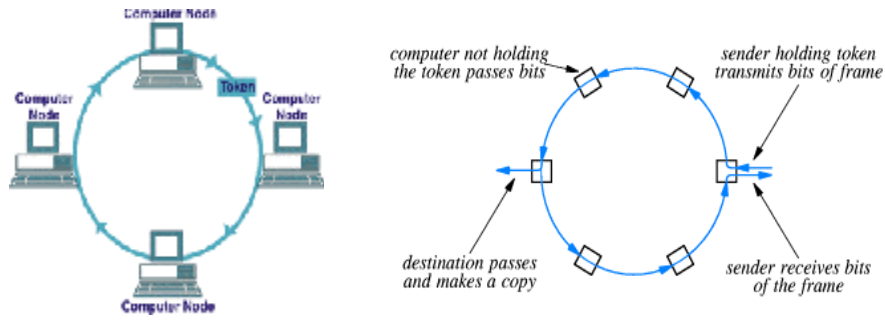 Computer Node
Token
Computer
Node
Computer
Node
Computer Node
computer not holding
the token passes bits
sender holding token
transmits bits of frame
destination passes
and makes a copy
sender receives bits
of the frame